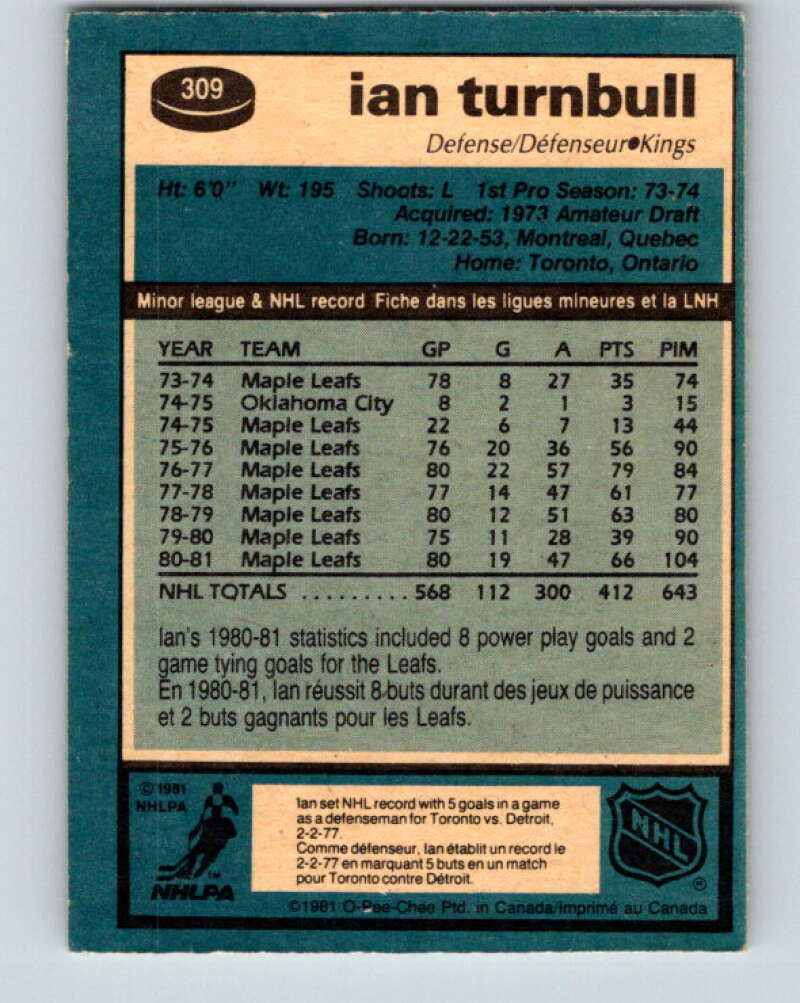 309
ian turnbull
Defense/Défenseur●Kings
Ht: 6'0" Wt: 195 Shoots: L 1st Pro Season: 73-74
Acquired: 1973 Amateur Draft
Born: 12-22-53, Montreal, Quebec
Home: Toronto, Ontario
Minor league & NHL record Fiche dans les ligues mineures et la LNH
YEAR TEAM GP G A PTS PIM
73-74 Maple Leafs 78 8 27 35 74
74-75 Oklahoma City 8 2 1 3 15
74-75 Maple Leafs 22 6 7 13 44
75-76 Maple Leafs 76 20 36 56 90
76-77 Maple Leafs 80 22 57 79 84
77-78 Maple Leafs 77 14 47 61 77
78-79 Maple Leafs 80 12 51 63 80
79-80 Maple Leafs 75 11 28 39 90
80-81 Maple Leafs 80 19 47 66 104
NHL TOTALS ......... 568 112 300 412 643
Ian's 1980-81 statistics included 8 power play goals and 2
game tying goals for the Leafs.
En 1980-81, Ian réussit 8 buts durant des jeux de puissance
et 2 buts gagnants pour les Leafs.
© 1981
NHLPA
TM
NHLPA
Ian set NHL record with 5 goals in a game
as a defenseman for Toronto vs. Detroit,
2-2-77.
Comme défenseur, Ian établit un record le
2-2-77 en marquant 5 buts en un match
pour Toronto contre Détroit.
NHL
®
©1981 O-Pee-Chee Ptd. in Canada/Imprimé au Canada